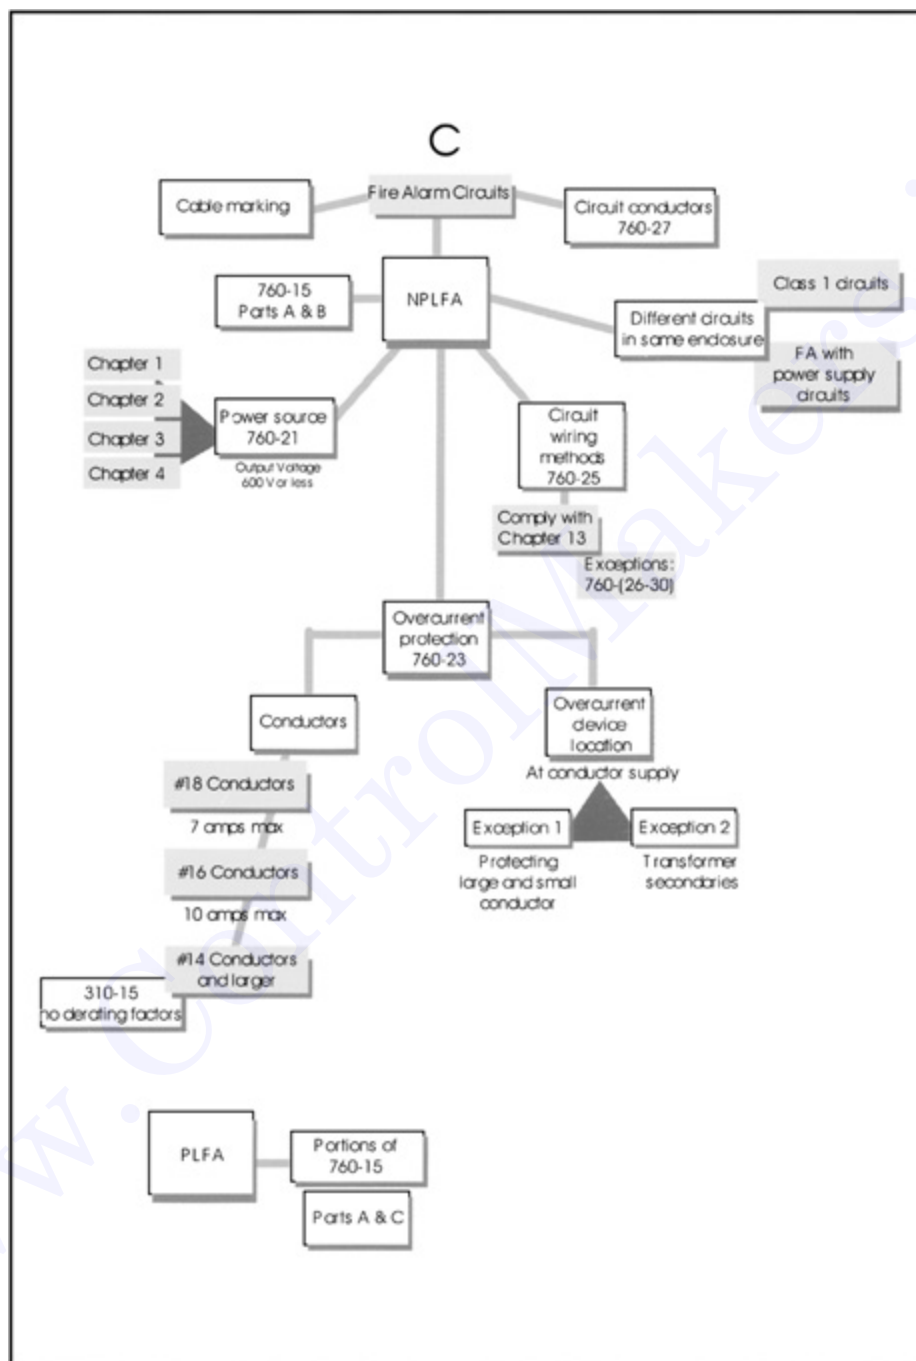 C
Fire Alarm Circuits
Cable marking
Circuit conductors
760-27
NPLFA
760-15
Parts A & B
Different circuits
in same enclosure
Class 1 circuits
FA with
power supply
circuits
Chapter 1
Chapter 2
Chapter 3
Chapter 4
Power source
760-21
Output Voltage
600 V or less
Circuit
wiring
methods
760-25
Comply with
Chapter 13
Exceptions:
760-(26-30)
Overcurrent
protection
760-23
Conductors
#18 Conductors
7 amps max
#16 Conductors
10 amps max
#14 Conductors
and larger
310-15
no derating factors
Overcurrent
device
location
At conductor supply
Exception 1
Protecting
large and small
conductor
Exception 2
Transformer
secondaries
PLFA
Portions of
760-15
Parts A & C
w.ControlMakers.